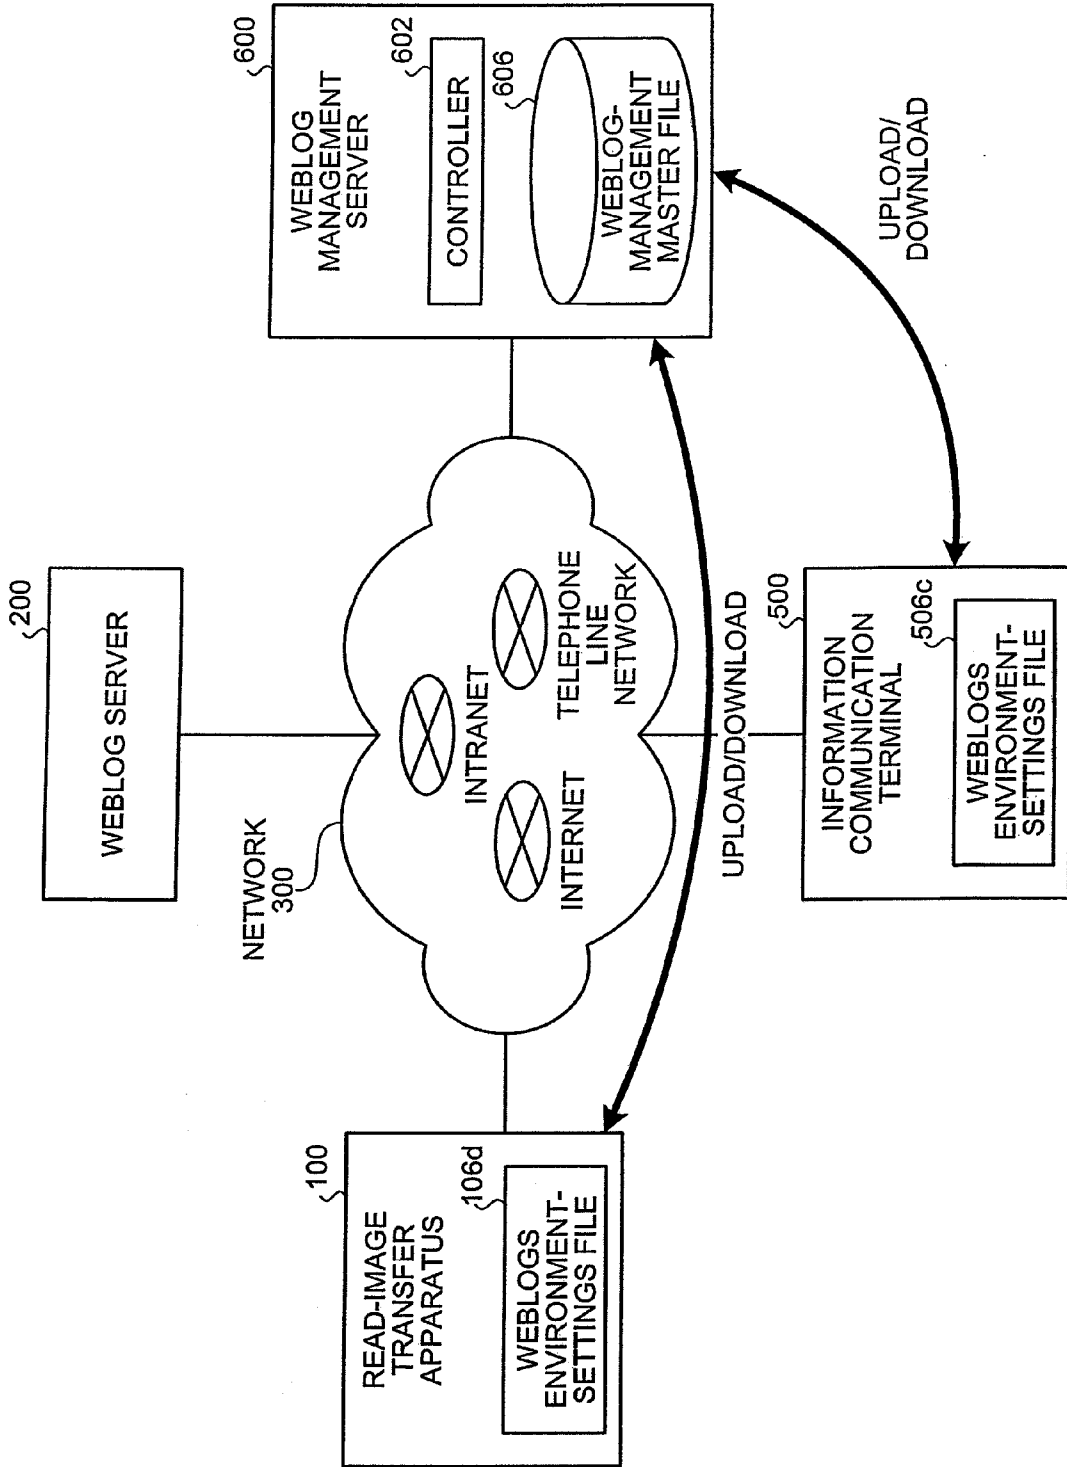 200
WEBLOG SERVER
NETWORK
300
INTRANET
INTERNET
TELEPHONE
LINE
NETWORK
600
WEBLOG
MANAGEMENT
SERVER
602
CONTROLLER
606
WEBLOG-
MANAGEMENT
MASTER FILE
100
READ-IMAGE
TRANSFER
APPARATUS
106d
WEBLOGS
ENVIRONMENT-
SETTINGS FILE
UPLOAD/DOWNLOAD
UPLOAD/
DOWNLOAD
500
INFORMATION
COMMUNICATION
TERMINAL
506c
WEBLOGS
ENVIRONMENT-
SETTINGS FILE